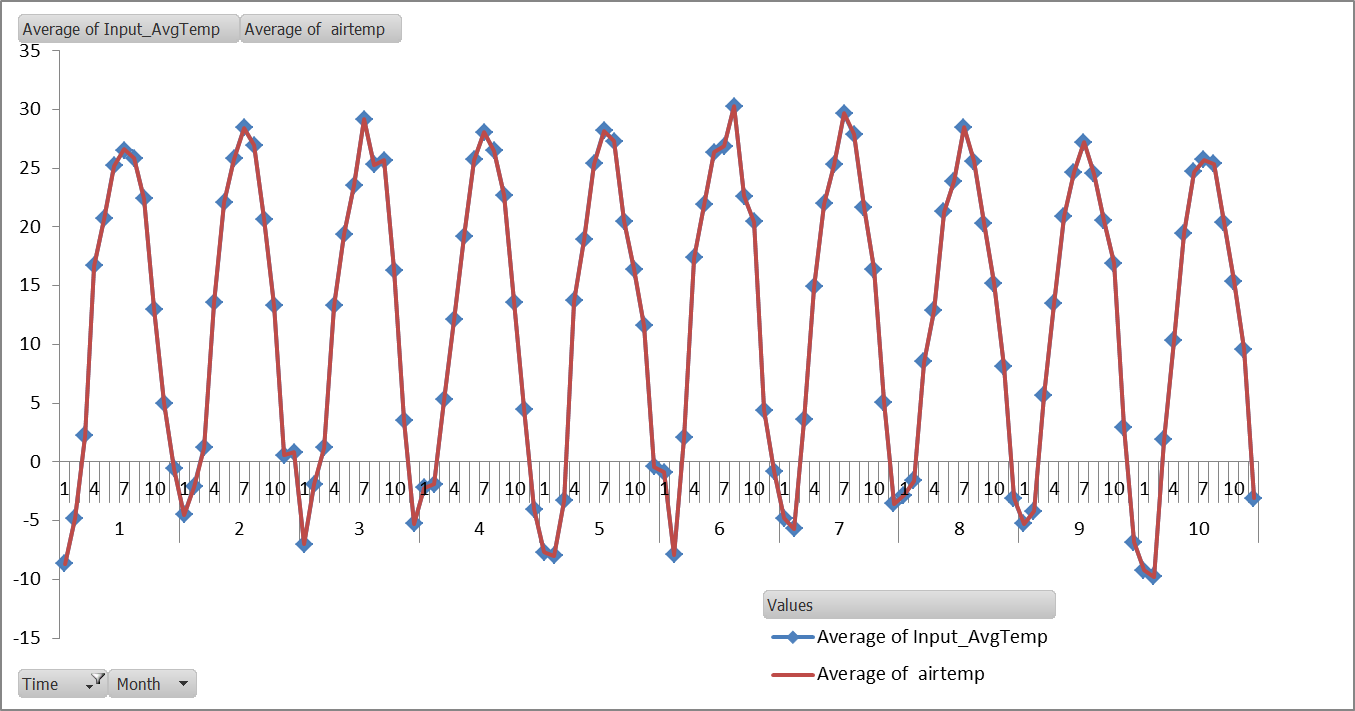 Average of Input_AvgTemp Average of  airtemp
35
30
25
20
15
10
5
0
-5
-10
-15
1 4 7 10 1 4 7 10 1 4 7 10 1 4 7 10 1 4 7 10 1 4 7 10 1 4 7 10 1 4 7 10 1 4 7 10 1 4 7 10
1 2 3 4 5 6 7 8 9 10
Values
Average of Input_AvgTemp
Average of  airtemp
Time Month